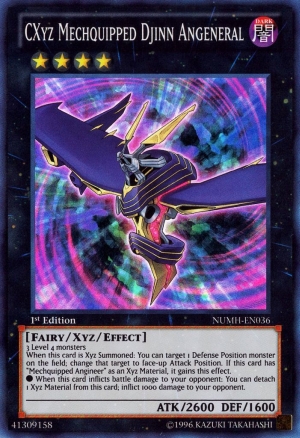 CXyz Mechquipped Djinn Angeneral
DARK
闇
1st Edition
NUMH-EN036
[Fairy/Xyz/Effect]
3 Level 4 monsters
When this card is Xyz Summoned: You can target 1 Defense Position monster
on the field; change that target to face-up Attack Position. If this card has
"Mechquipped Angineer" as an Xyz Material, it gains this effect.
● When this card inflicts battle damage to your opponent: You can detach
1 Xyz Material from this card; inflict 1000 damage to your opponent.
ATK/2600 DEF/1600
41309158
©1996 KAZUKI TAKAHASHI